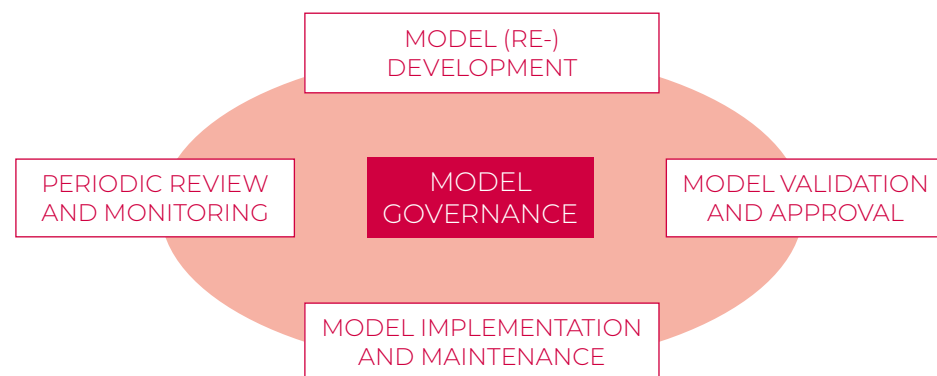 MODEL (RE-)
DEVELOPMENT
PERIODIC REVIEW
AND MONITORING
MODEL
GOVERNANCE
MODEL VALIDATION
AND APPROVAL
MODEL IMPLEMENTATION
AND MAINTENANCE